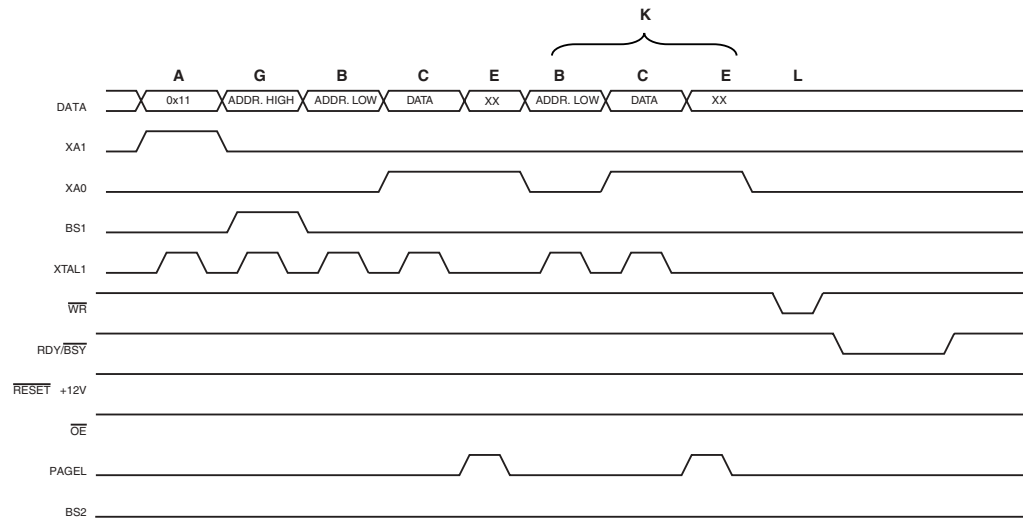 K
A G B C E B C E L
DATA 0x11 ADDR. HIGH ADDR. LOW DATA XX ADDR. LOW DATA XX
XA1
XA0
BS1
XTAL1
WR
RDY/BSY
RESET +12V
OE
PAGEL
BS2